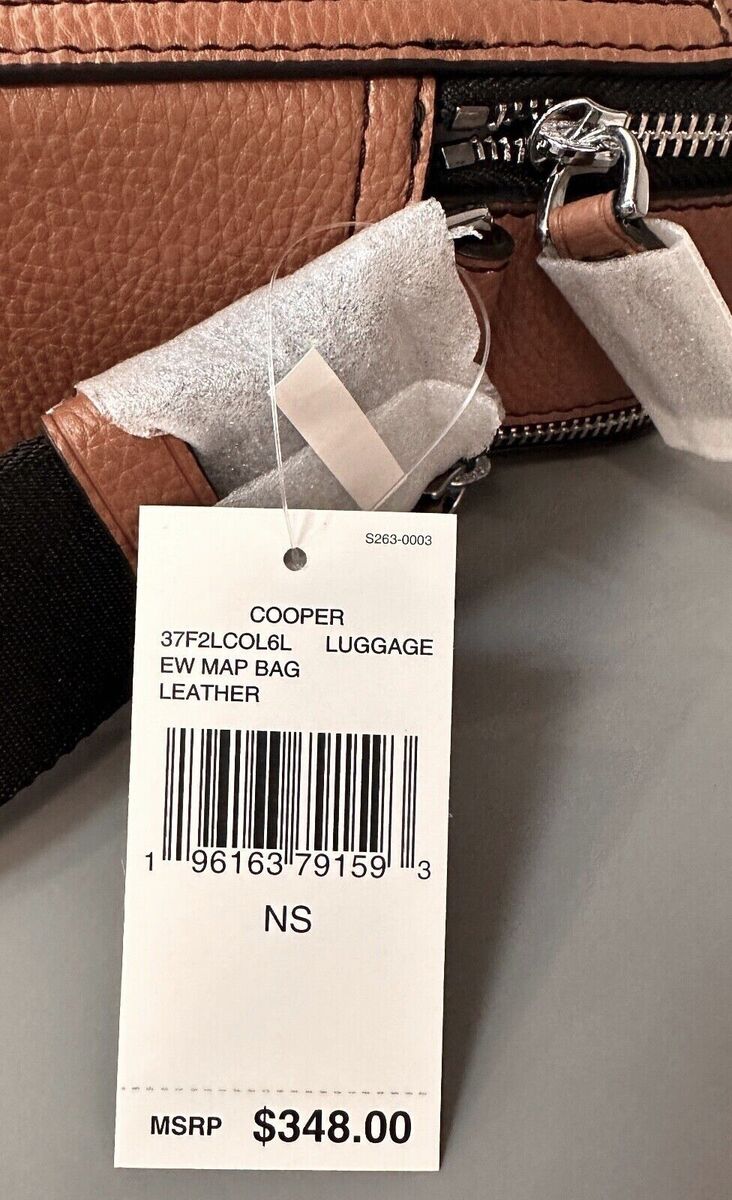 S263-0003
COOPER
37F2LCOL6L LUGGAGE
EW MAP BAG
LEATHER
1 96163 79159 3
NS
MSRP $348.00